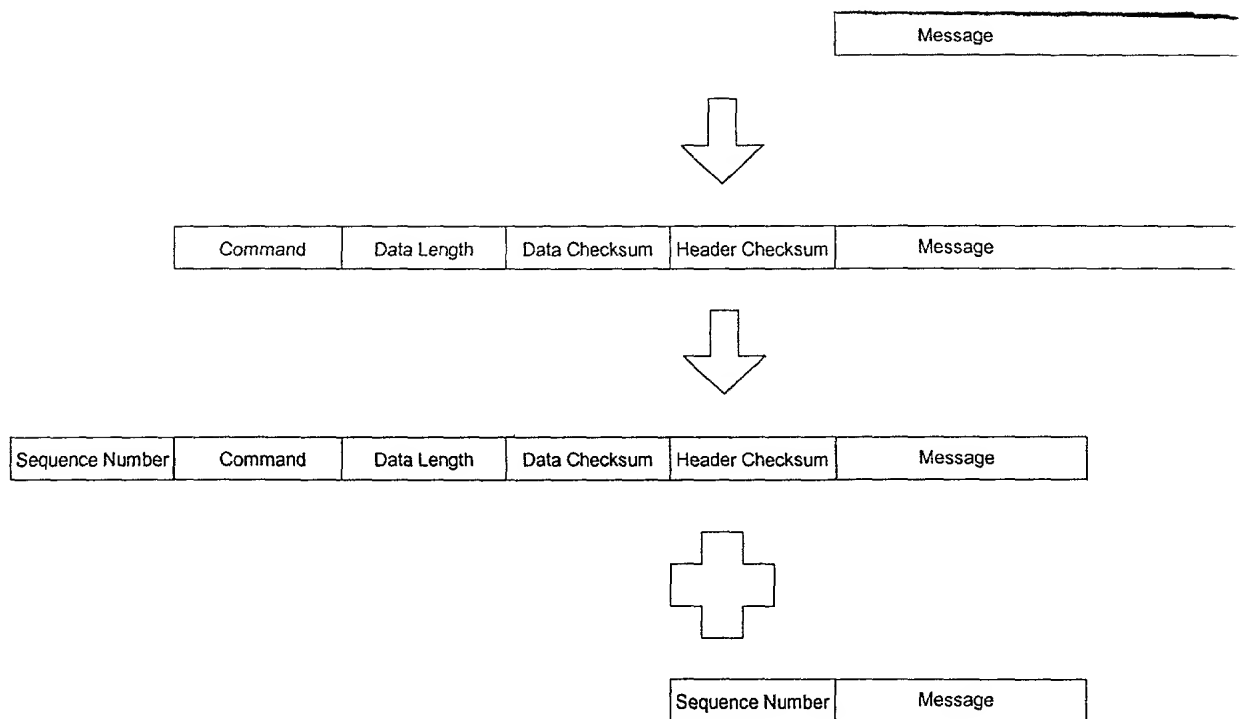 Message
Command Data Length Data Checksum Header Checksum Message
Sequence Number Command Data Length Data Checksum Header Checksum Message
Sequence Number Message